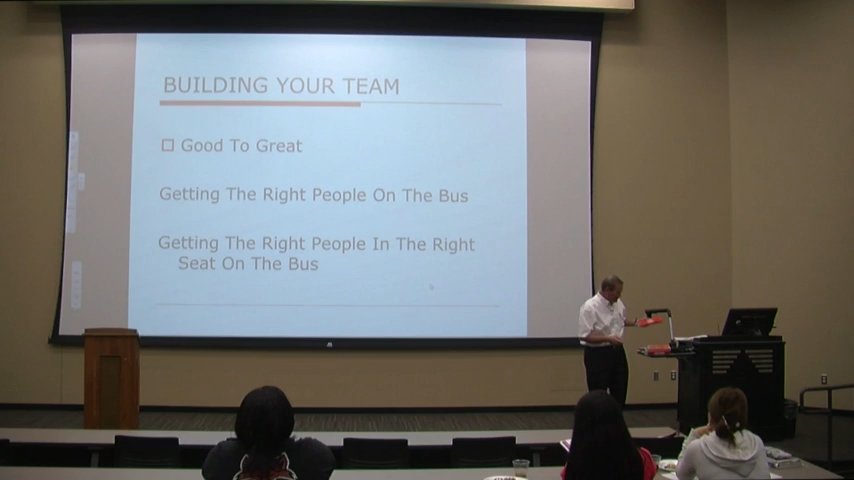 BUILDING YOUR TEAM
Good To Great
Getting The Right People On The Bus
Getting The Right People In The Right
Seat On The Bus